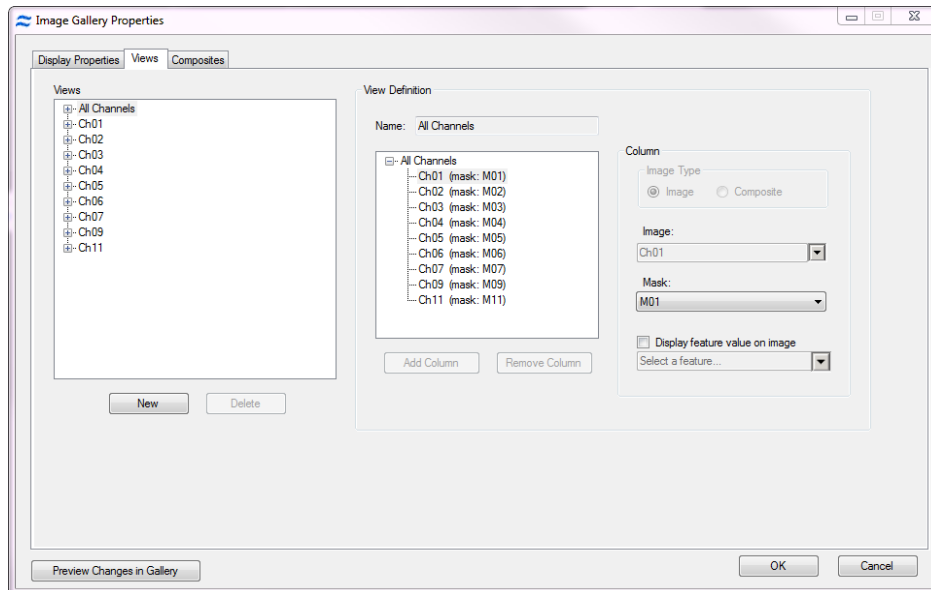 Image Gallery Properties
Display Properties Views Composites
Views
All Channels
Ch01
Ch02
Ch03
Ch04
Ch05
Ch06
Ch07
Ch09
Ch11
New Delete
View Definition
Name: All Channels
All Channels
Ch01 (mask: M01)
Ch02 (mask: M02)
Ch03 (mask: M03)
Ch04 (mask: M04)
Ch05 (mask: M05)
Ch06 (mask: M06)
Ch07 (mask: M07)
Ch09 (mask: M09)
Ch11 (mask: M11)
Add Column Remove Column
Column
Image Type
Image Composite
Image:
Ch01
Mask:
M01
Display feature value on image
Select a feature...
Preview Changes in Gallery
OK Cancel